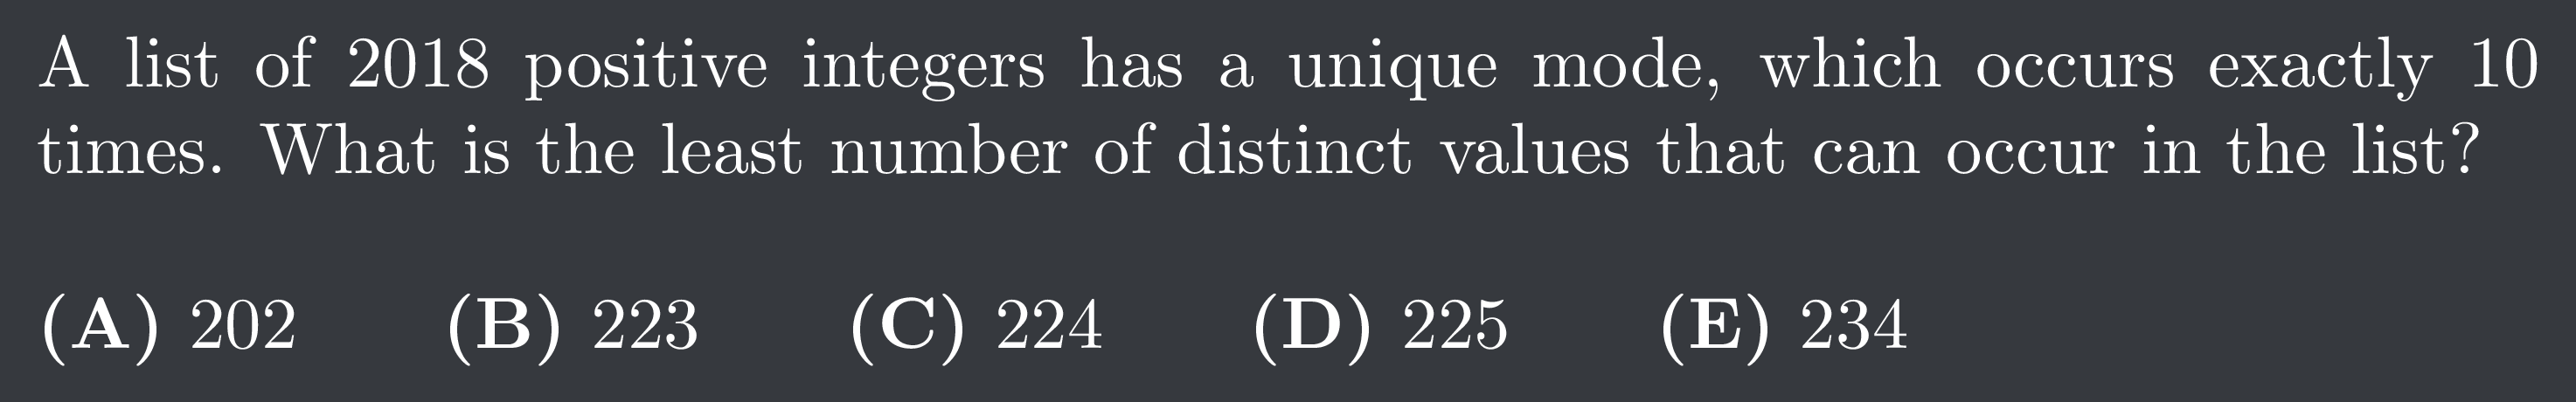 A list of 2018 positive integers has a unique mode, which occurs exactly 10
times. What is the least number of distinct values that can occur in the list?
(A) 202 (B) 223 (C) 224 (D) 225 (E) 234